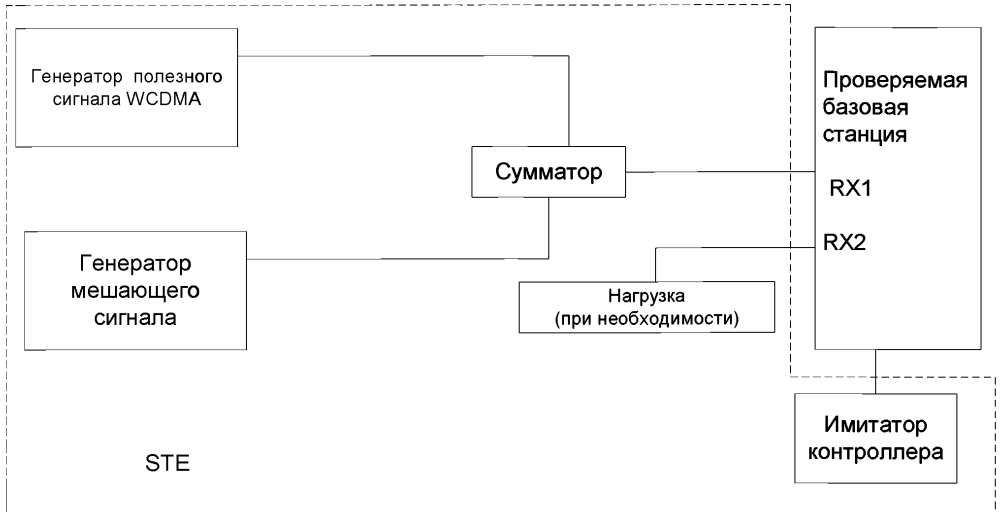 Генератор полезного
сигнала WCDMA
Проверяемая
базовая
станция
Сумматор
RX1
RX2
Генератор
мешающего
сигнала
Нагрузка
(при необходимости)
Имитатор
контроллера
STE